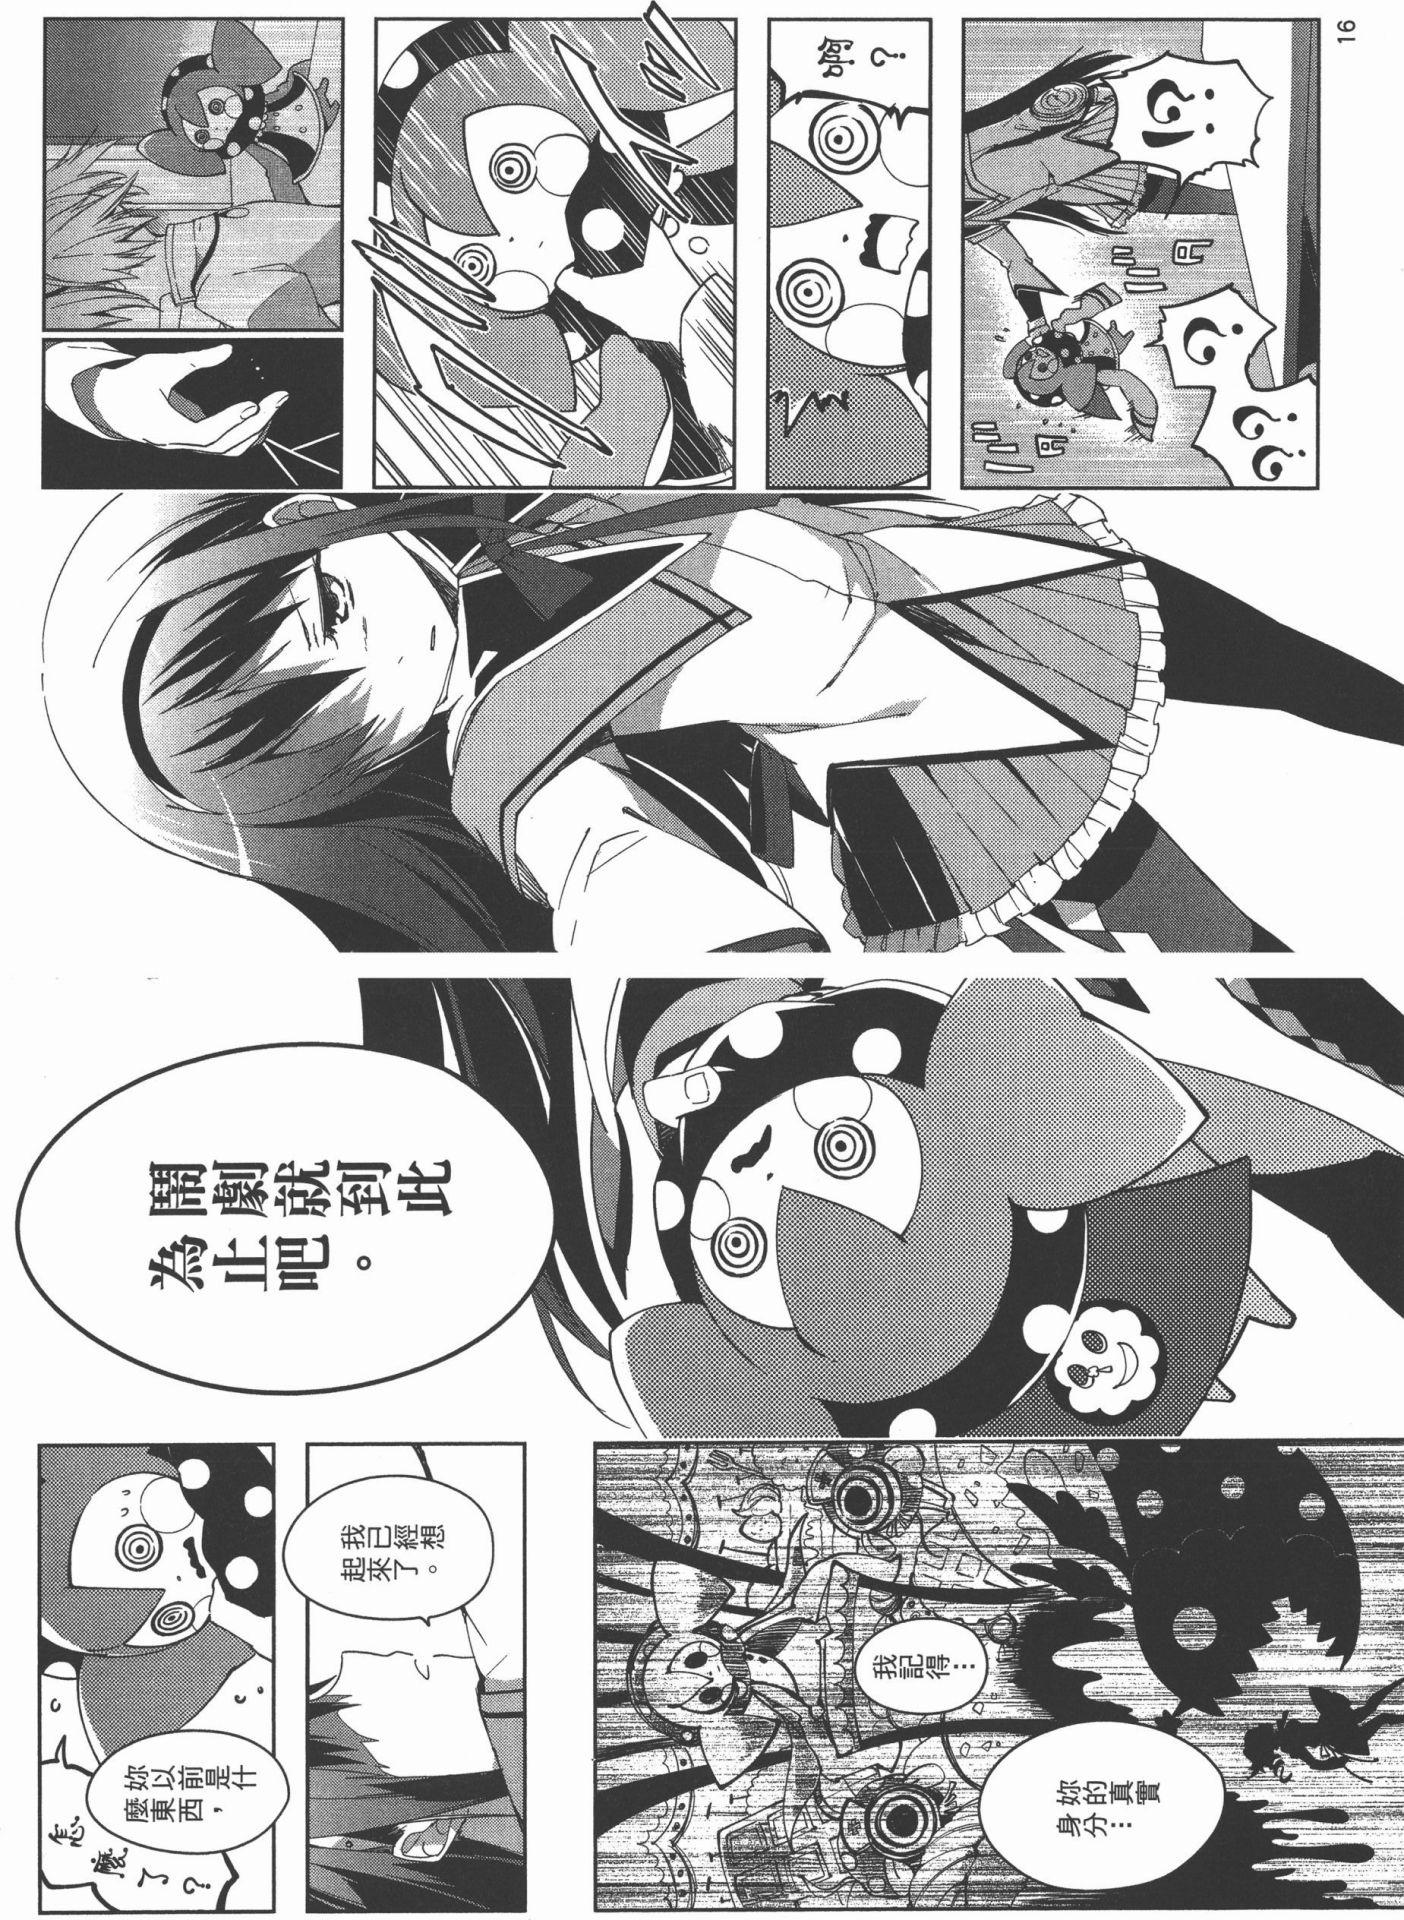 啊？
!?
?
??
16
鬧劇就到此
為止吧。
妳以前是什
麼東西，
怎麼了？
我已經想
起來了。
我記得…
妳的真實
身分…